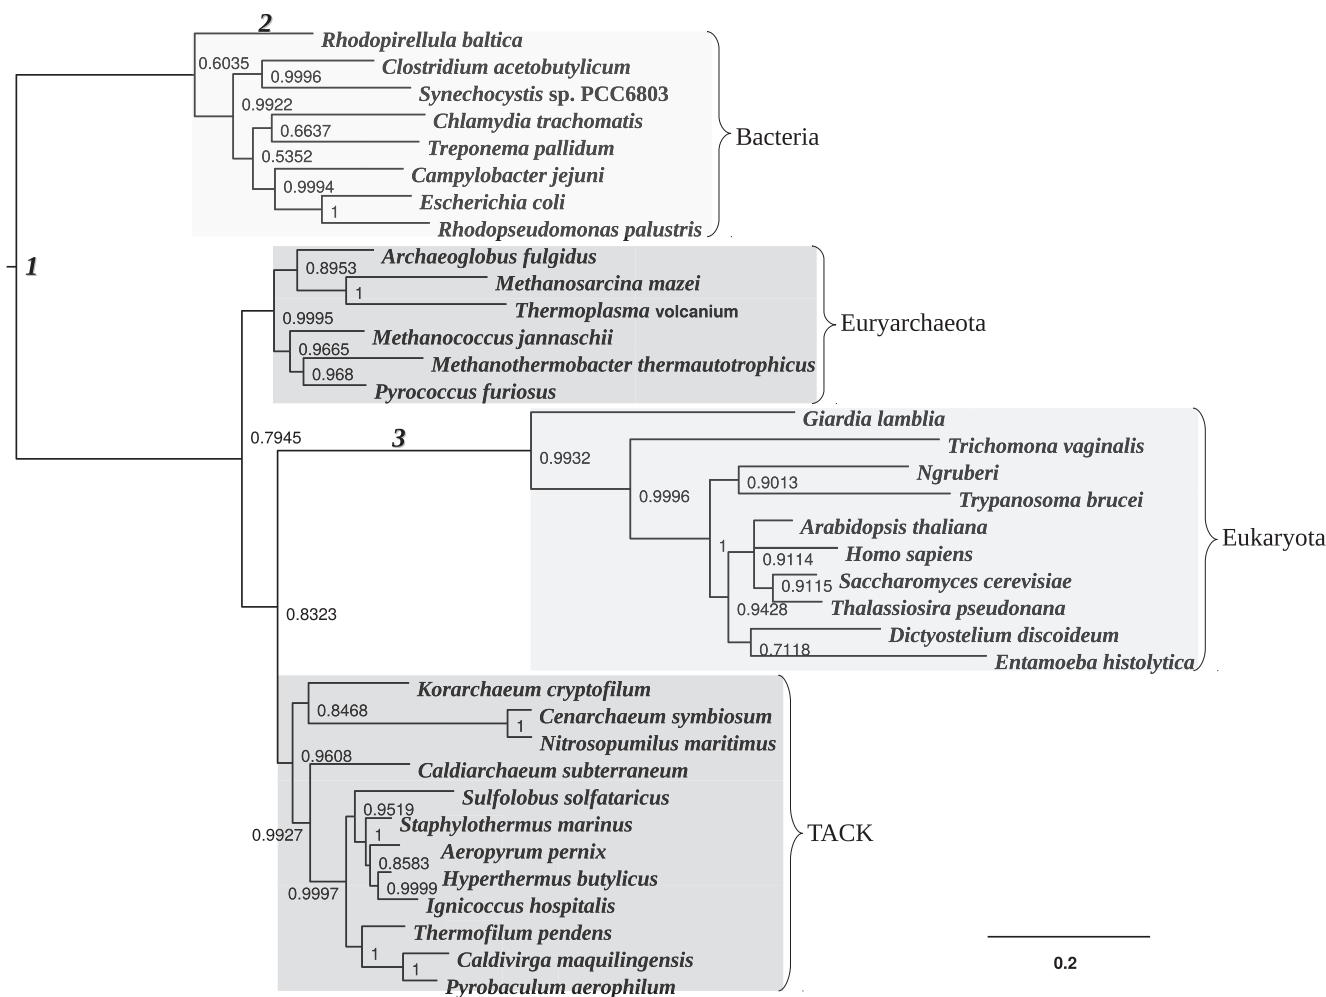 2
Rhodopirellula baltica
0.6035
Clostridium acetobutylicum
0.9996
Synechocystis sp. PCC6803
0.9922
Chlamydia trachomatis
0.6637
Bacteria
Treponema pallidum
0.5352
Campylobacter jejuni
0.9994
Escherichia coli
1
Rhodopseudomonas palustris
1
Archaeoglobus fulgidus
0.8953
Methanosarcina mazei
1
Thermoplasma volcanium
0.9995
Euryarchaeota
Methanococcus jannaschii
0.9665
Methanothermobacter thermautotrophicus
0.968
Pyrococcus furiosus
Giardia lamblia
0.7945
3
Trichomona vaginalis
0.9932
Ngruberi
0.9013
0.9996
Trypanosoma brucei
Arabidopsis thaliana
Eukaryota
1
Homo sapiens
0.9114
Saccharomyces cerevisiae
0.9115
Thalassiosira pseudonana
0.9428
0.8323
Dictyostelium discoideum
0.7118
Entamoeba histolytica
Korarchaeum cryptofilum
0.8468
Cenarchaeum symbiosum
1
Nitrosopumilus maritimus
0.9608
Caldiarchaeum subterraneum
Sulfolobus solfataricus
0.9519
Staphylothermus marinus
0.9927
1
TACK
Aeropyrum pernix
0.8583
Hyperthermus butylicus
0.9999
0.9997
Ignicoccus hospitalis
Thermofilum pendens
1
Caldivirga maquilingensis
1
Pyrobaculum aerophilum
0.2